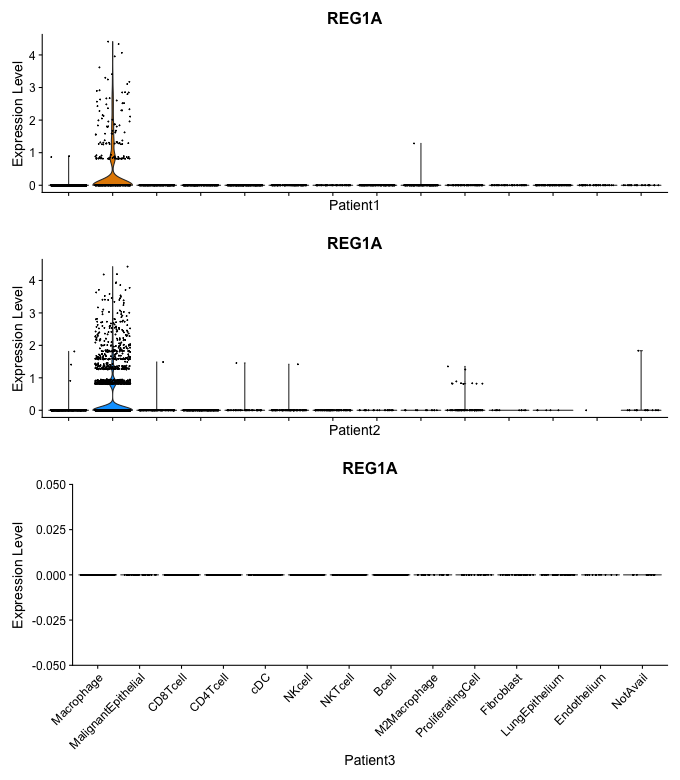 REG1A
Expression Level
4
3
2
1
0
Patient1
REG1A
Expression Level
4
3
2
1
0
Patient2
REG1A
Expression Level
0.050
0.025
0.000
-0.025
-0.050
Macrophage
MalignantEpithelial
CD8Tcell
CD4Tcell
cDC
NKcell
NKTcell
Bcell
M2Macrophage
ProliferatingCell
Fibroblast
LungEpithelium
Endothelium
NotAvail
Patient3